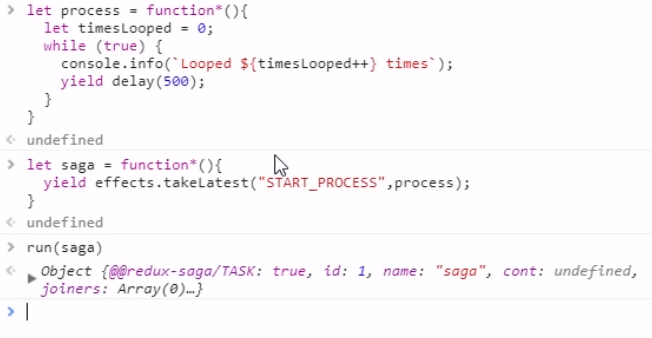 let process = function*(){
let timesLooped = 0;
while (true) {
console.info(`Looped ${timesLooped++} times`);
yield delay(500);
}
}
undefined
let saga = function*(){
yield effects.takeLatest("START_PROCESS",process);
}
undefined
run(saga)
Object {@@redux-saga/TASK: true, id: 1, name: "saga", cont: undefined,
joiners: Array(0)…}